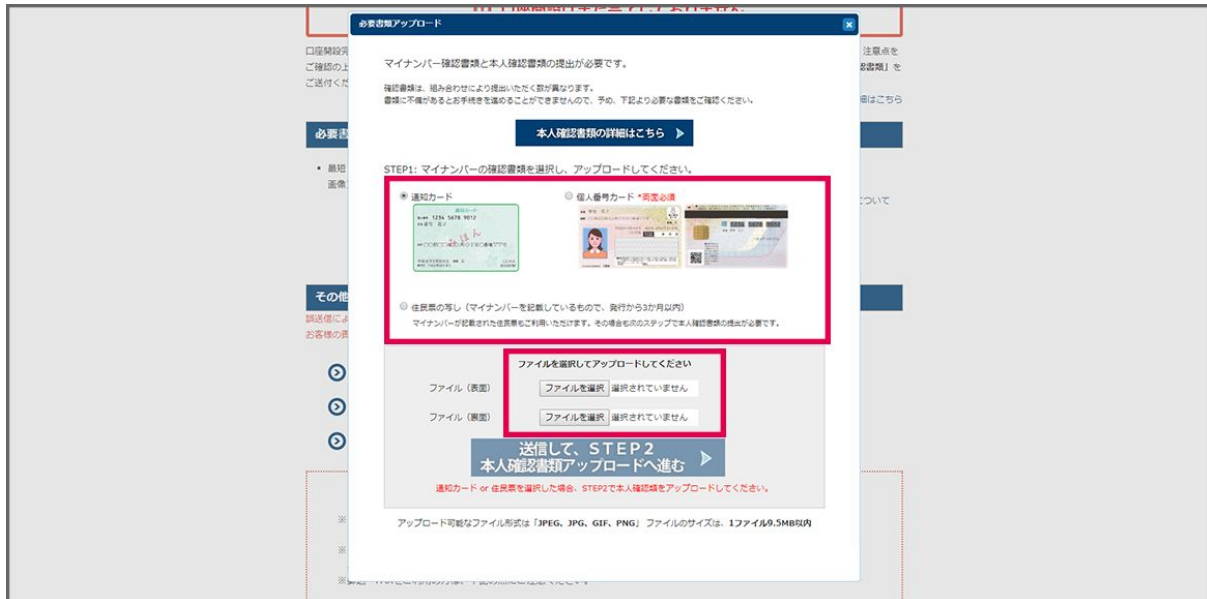 必要書類アップロード
口座開設完
ご確認の上
ご送付くだ
注意点を
書類」を
細はこちら
マイナンバー確認書類と本人確認書類の提出が必要です。
確認書類は、組み合わせにより提出いただく数が異なります。
書類に不備があるとお手続きを進めることができませんので、予め、下記より必要な書類をご確認ください。
本人確認書類の詳細はこちら
必要書
• 最短
画像
について
STEP1: マイナンバーの確認書類を選択し、アップロードしてください。
通知カード
個人番号カード *両面必須
1234 5678 9012
みほん
住民票の写し（マイナンバーを記載しているもので、発行から3か月以内）
マイナンバーが記載された住民票もご利用いただけます。その場合も次のステップで本人確認書類の提出が必要です。
その他
誤送信によ
お客様の責
ファイルを選択してアップロードしてください
ファイル（表面） ファイルを選択 選択されていません
ファイル（裏面） ファイルを選択 選択されていません
送信して、STEP2
本人確認書類アップロードへ進む
通知カード or 住民票を選択した場合、STEP2で本人確認類をアップロードしてください。
アップロード可能なファイル形式は「JPEG、JPG、GIF、PNG」 ファイルのサイズは、1ファイル9.5MB以内
※
※